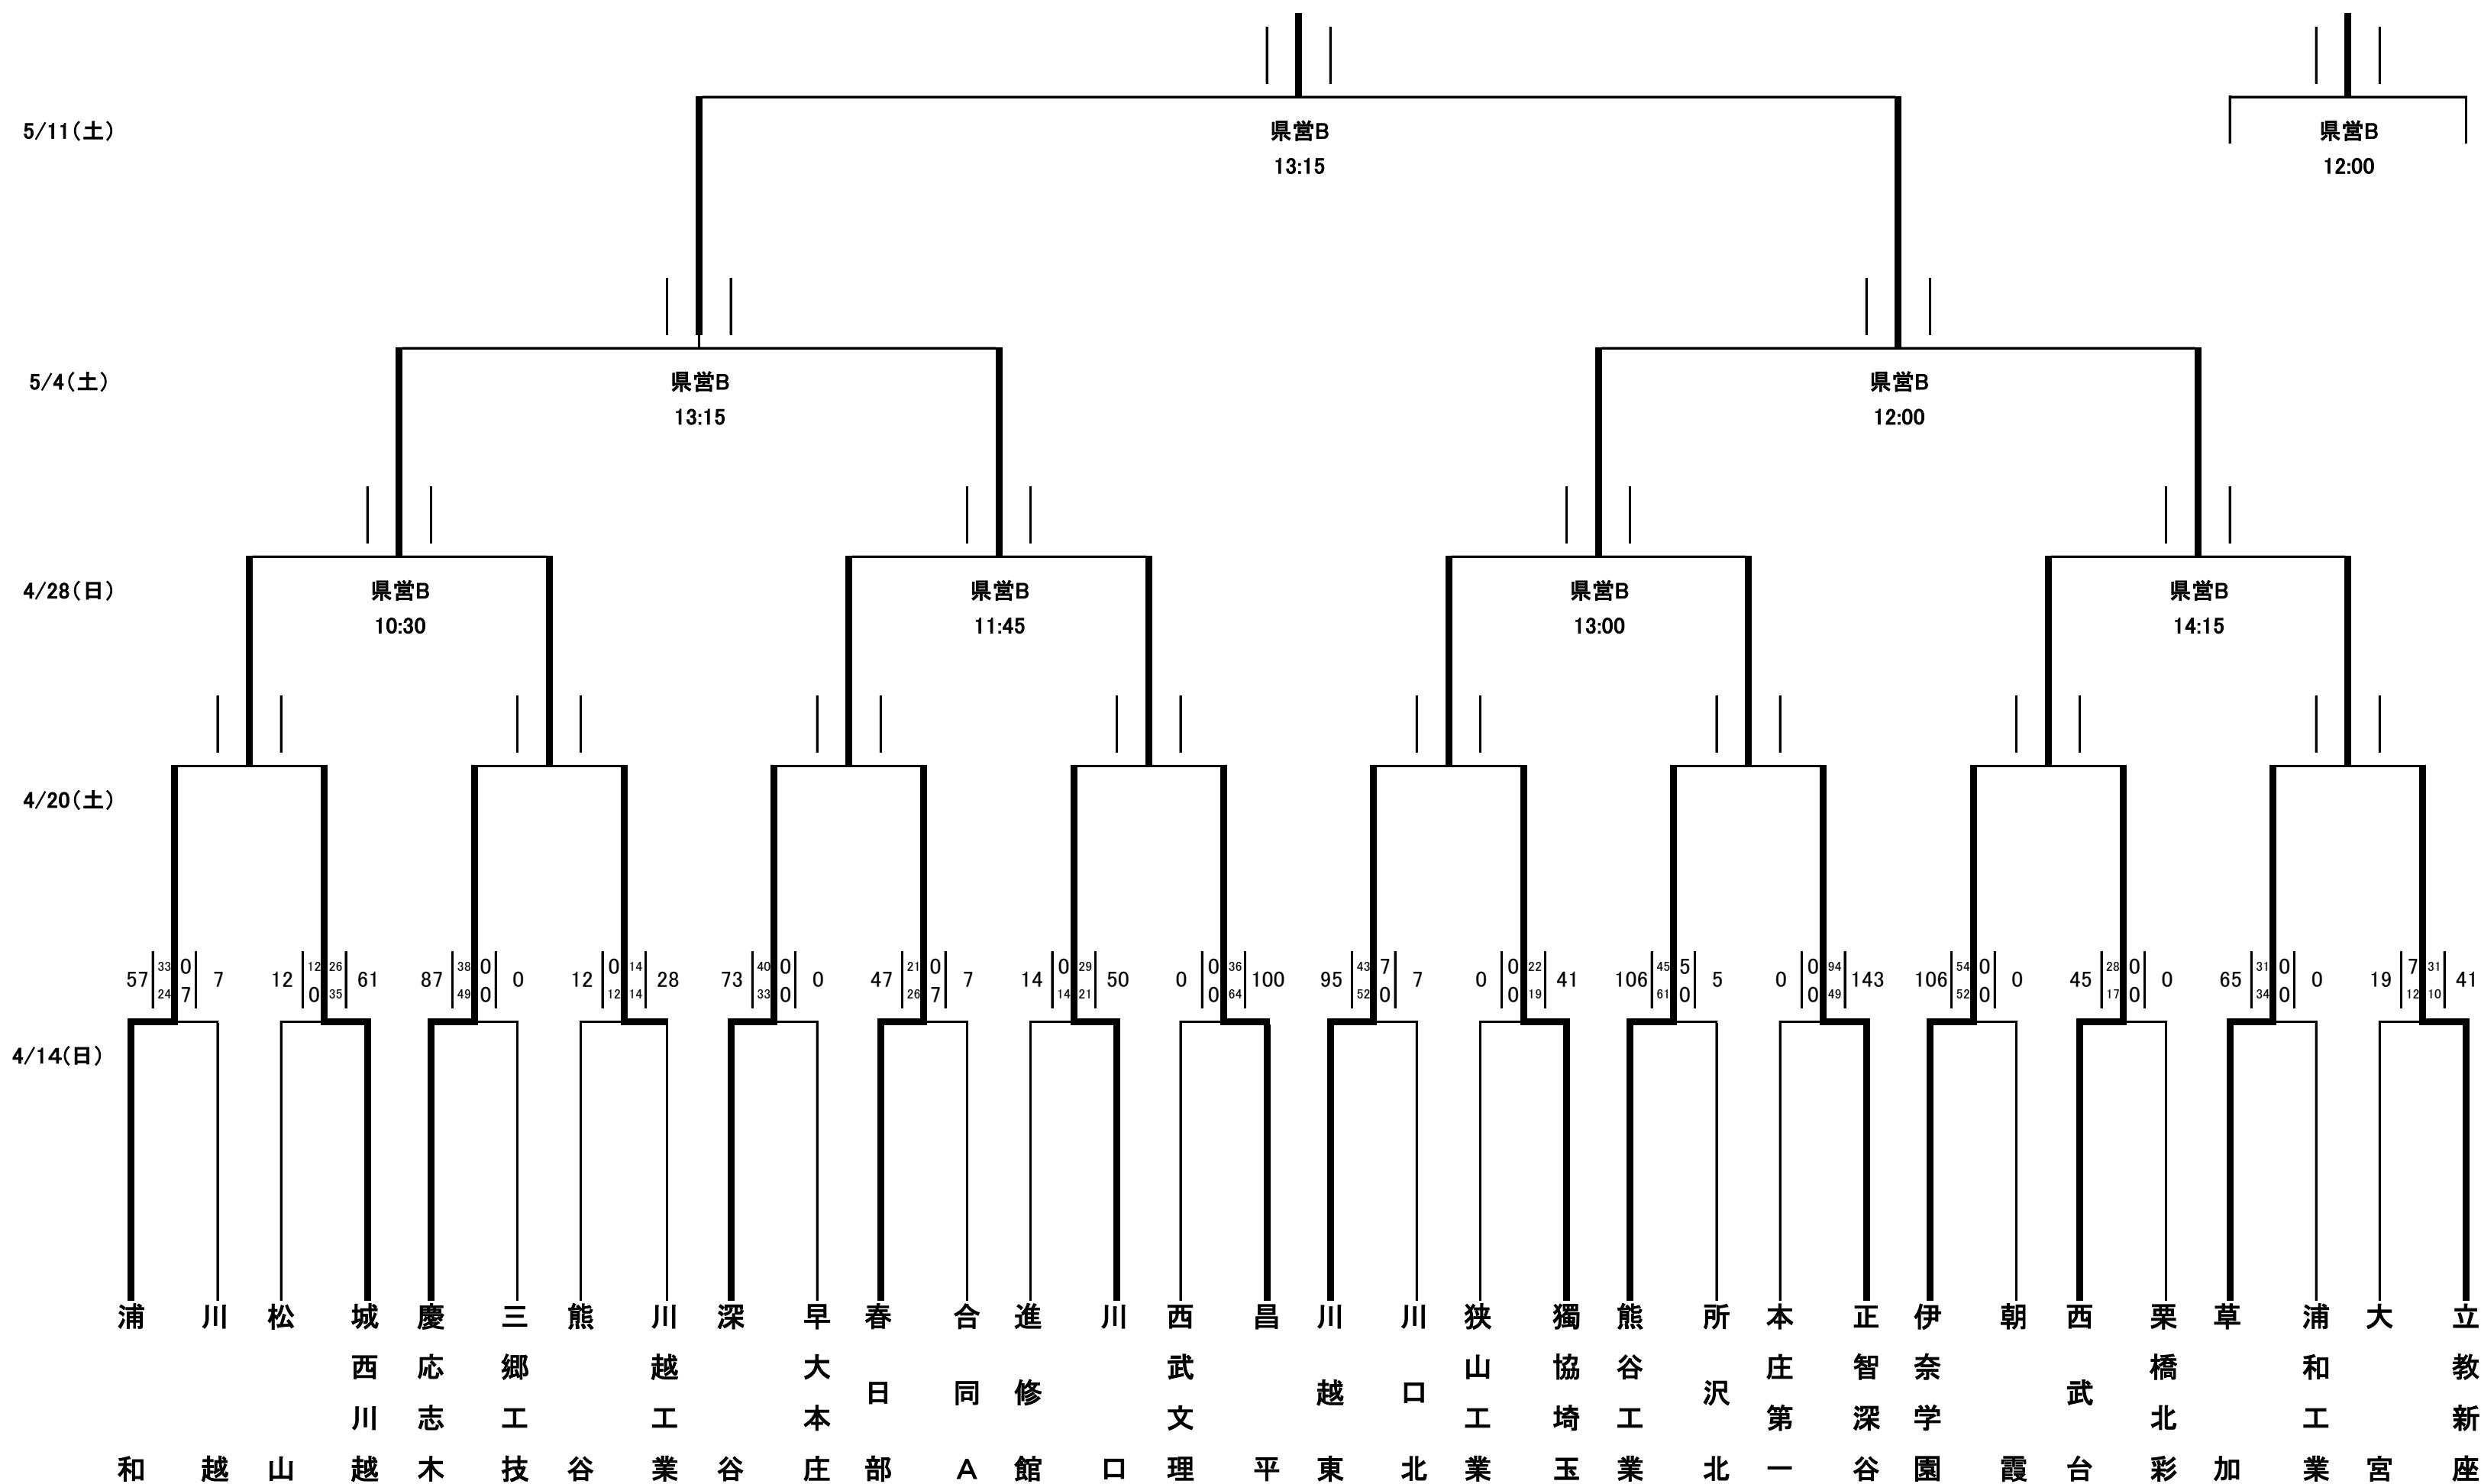 5/11(土)
県営B
13:15
県営B
12:00
5/4(土)
県営B
13:15
県営B
12:00
4/28(日)
県営B
10:30
県営B
11:45
県営B
13:00
県営B
14:15
4/20(土)
57 33 0 7
24 7
12 12 26 61
0 35
87 38 0 0
49 0
12 0 14 28
12 14
73 40 0 0
33 0
47 21 0 7
26 7
14 0 29 50
14 21
0 0 36 100
0 64
95 43 7 7
52 0
0 0 22 41
0 19
106 45 5 5
61 0
0 0 94 143
0 49
106 54 0 0
52 0
45 28 0 0
17 0
65 31 0 0
34 0
19 7 31 41
12 10
4/14(日)
浦和
川越
松山
城西川越
慶応志木
三郷工技
熊谷
川越工業
深谷
早大本庄
春日部
合同A
進修館
川口
西武文理
昌平
川越東
川口北
狭山工業
獨協埼玉
熊谷工業
所沢北
本庄第一
正智深谷
伊奈学園
朝霞
西武台
栗橋北彩
草加
浦和工業
大宮
立教新座